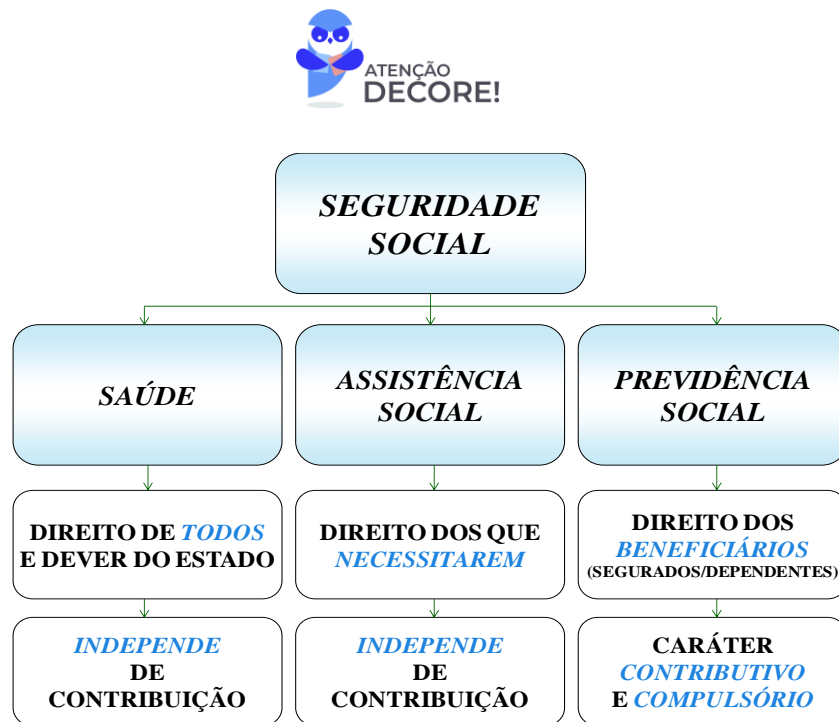 ATENÇÃO
DECORE!
SEGURIDADE
SOCIAL
SAÚDE
ASSISTÊNCIA
SOCIAL
PREVIDÊNCIA
SOCIAL
DIREITO DE TODOS
E DEVER DO ESTADO
DIREITO DOS QUE
NECESSITAREM
DIREITO DOS
BENEFICIÁRIOS
(SEGURADOS/DEPENDENTES)
INDEPENDE
DE
CONTRIBUIÇÃO
INDEPENDE
DE
CONTRIBUIÇÃO
CARÁTER
CONTRIBUTIVO
E COMPULSÓRIO